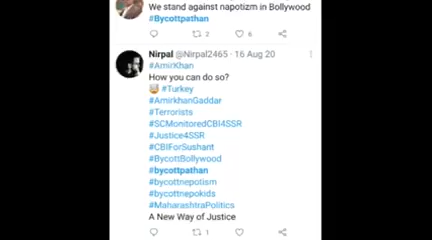 We stand against napotizm in Bollywood
#Bycottpathan
2 6
Nirpal @Nirpal2465 · 16 Aug 20
#AmirKhan
How you can do so?
🤯 #Turkey
#AmirkhanGaddar
#Terrorists
#SCMonitoredCBI4SSR
#Justice4SSR
#CBIForSushant
#BycottBollywood
#bycottpathan
#bycottnepotism
#bycottnepokids
#MaharashtraPolitics
A New Way of Justice
1